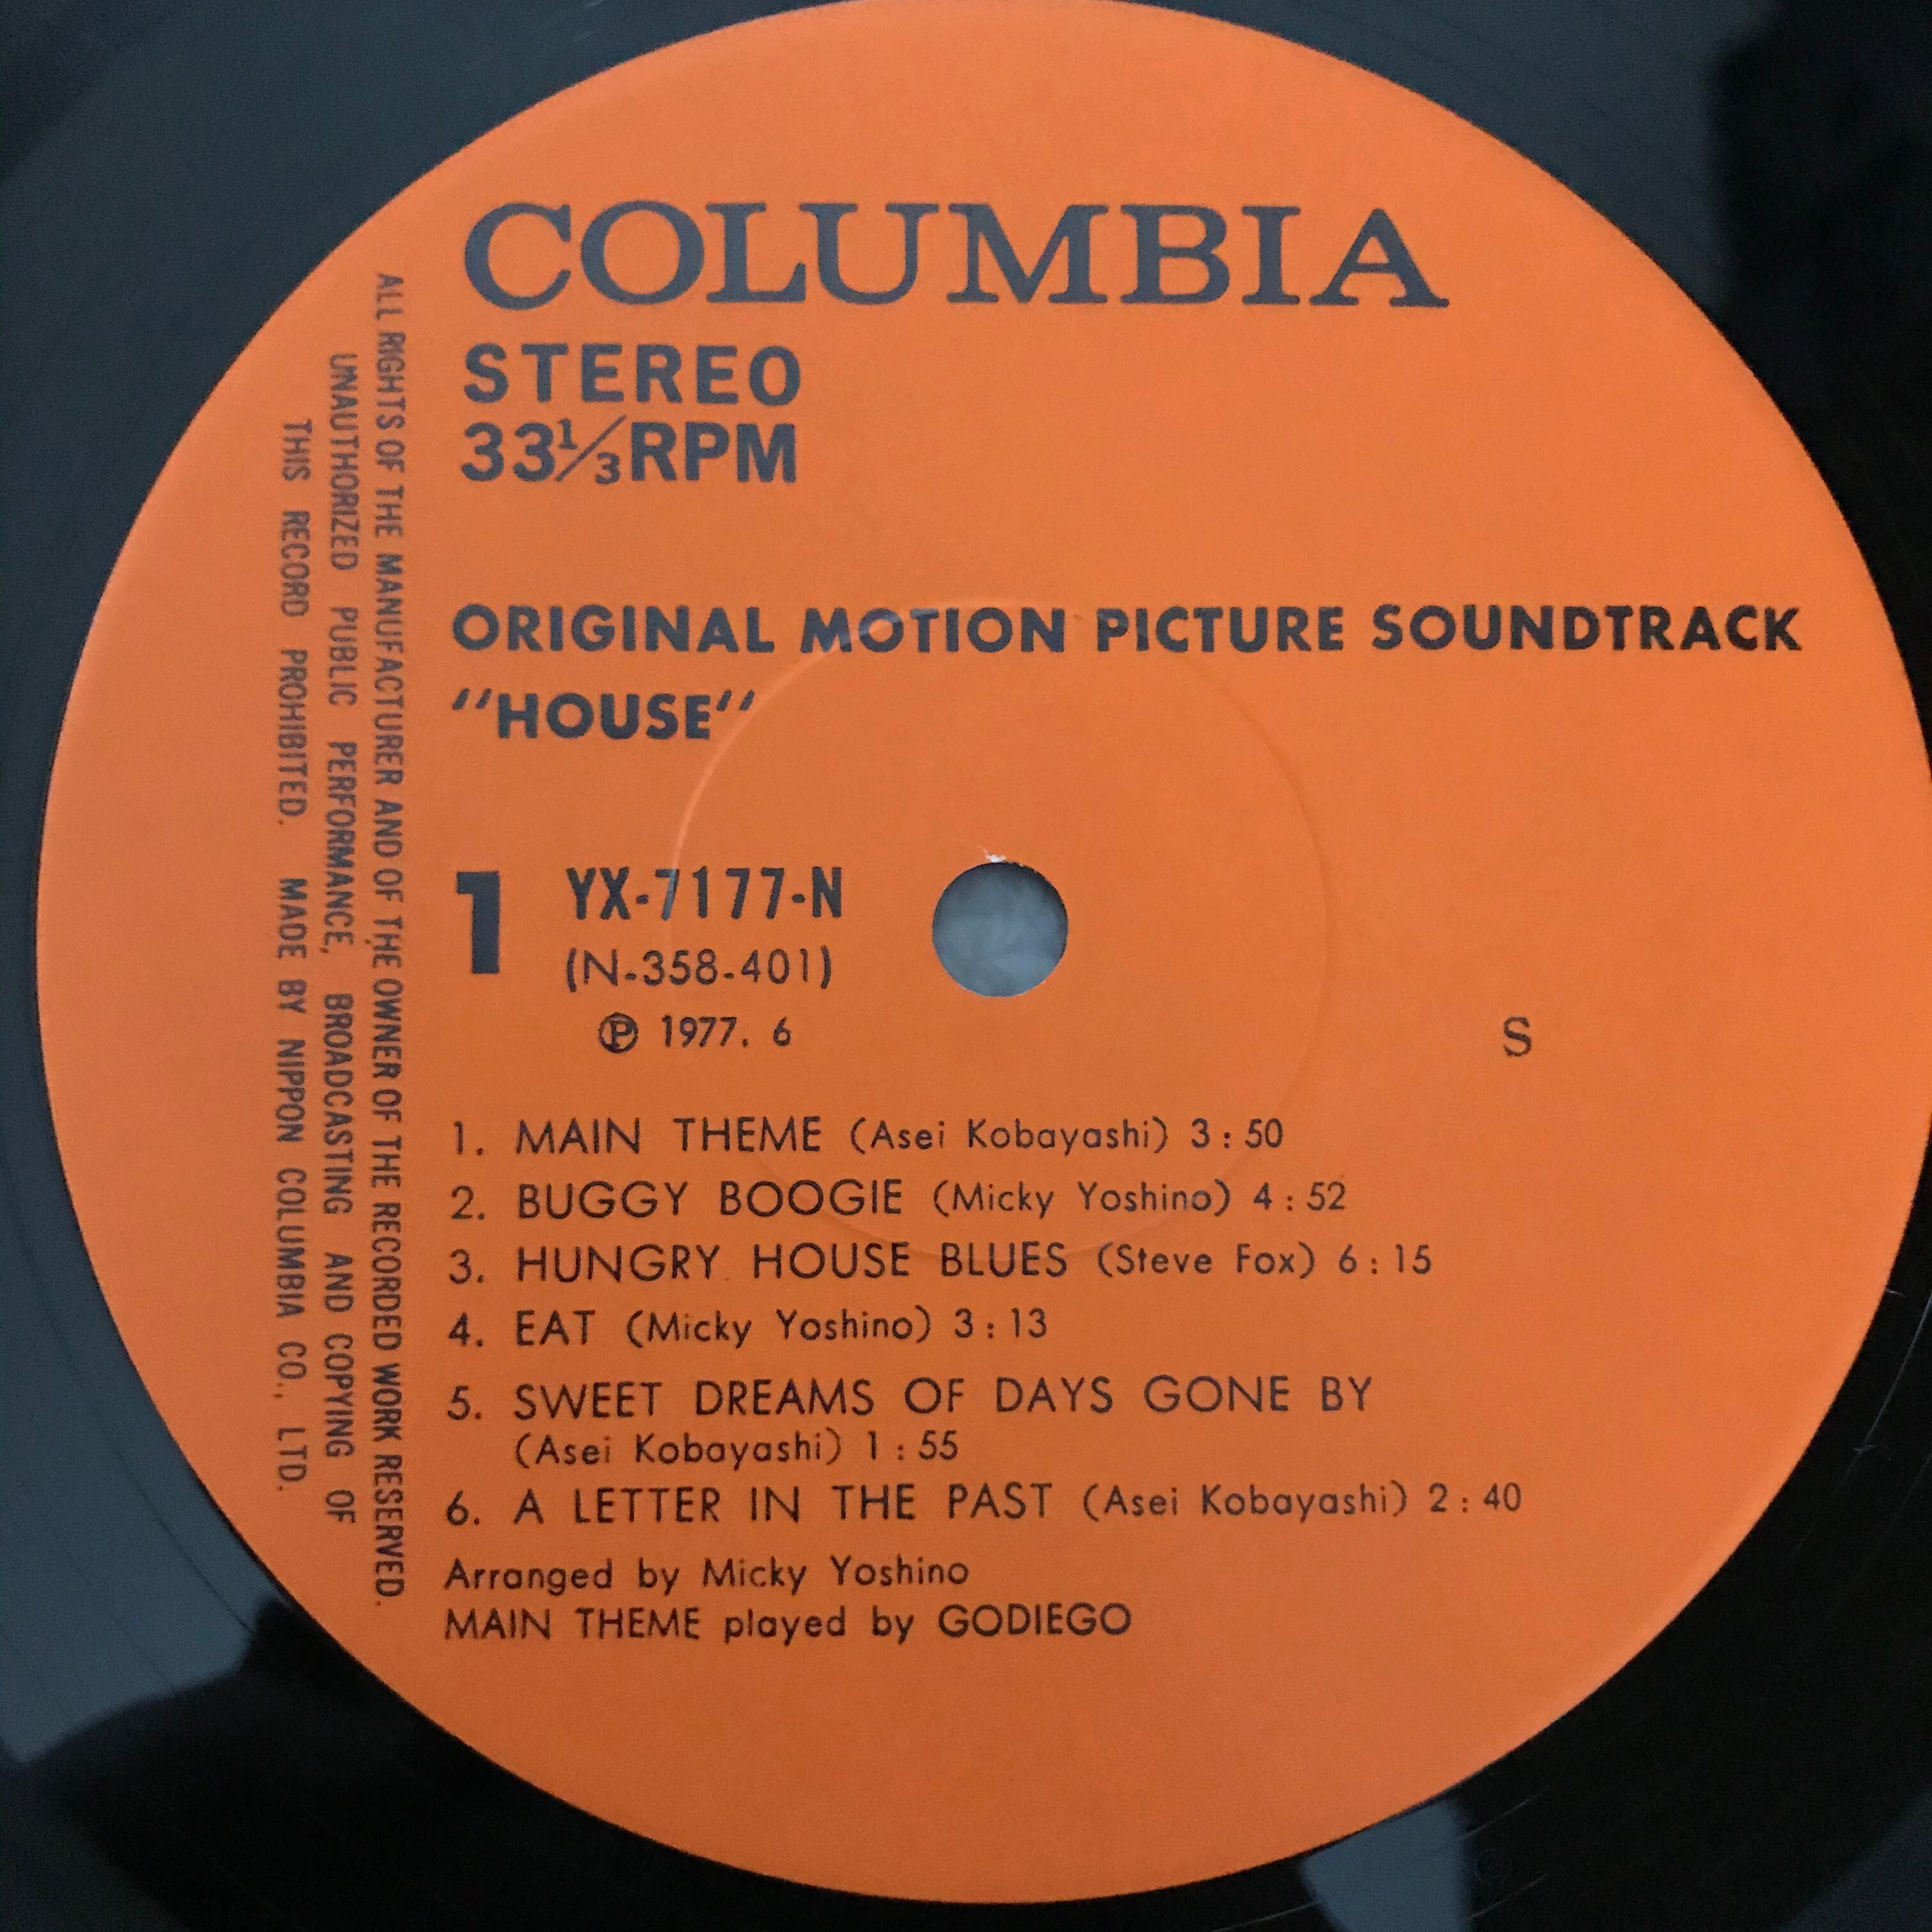 COLUMBIA
STEREO
33 1/3 RPM
ORIGINAL MOTION PICTURE SOUNDTRACK
"HOUSE"
1 YX-7177-N
(N-358-401)
℗ 1977. 6
S
1. MAIN THEME (Asei Kobayashi) 3:50
2. BUGGY BOOGIE (Micky Yoshino) 4:52
3. HUNGRY HOUSE BLUES (Steve Fox) 6:15
4. EAT (Micky Yoshino) 3:13
5. SWEET DREAMS OF DAYS GONE BY
(Asei Kobayashi) 1:55
6. A LETTER IN THE PAST (Asei Kobayashi) 2:40
Arranged by Micky Yoshino
MAIN THEME played by GODIEGO
ALL RIGHTS OF THE MANUFACTURER AND OF THE OWNER OF THE RECORDED WORK RESERVED.
UNAUTHORIZED PUBLIC PERFORMANCE, BROADCASTING AND COPYING OF
THIS RECORD PROHIBITED. MADE BY NIPPON COLUMBIA CO., LTD.